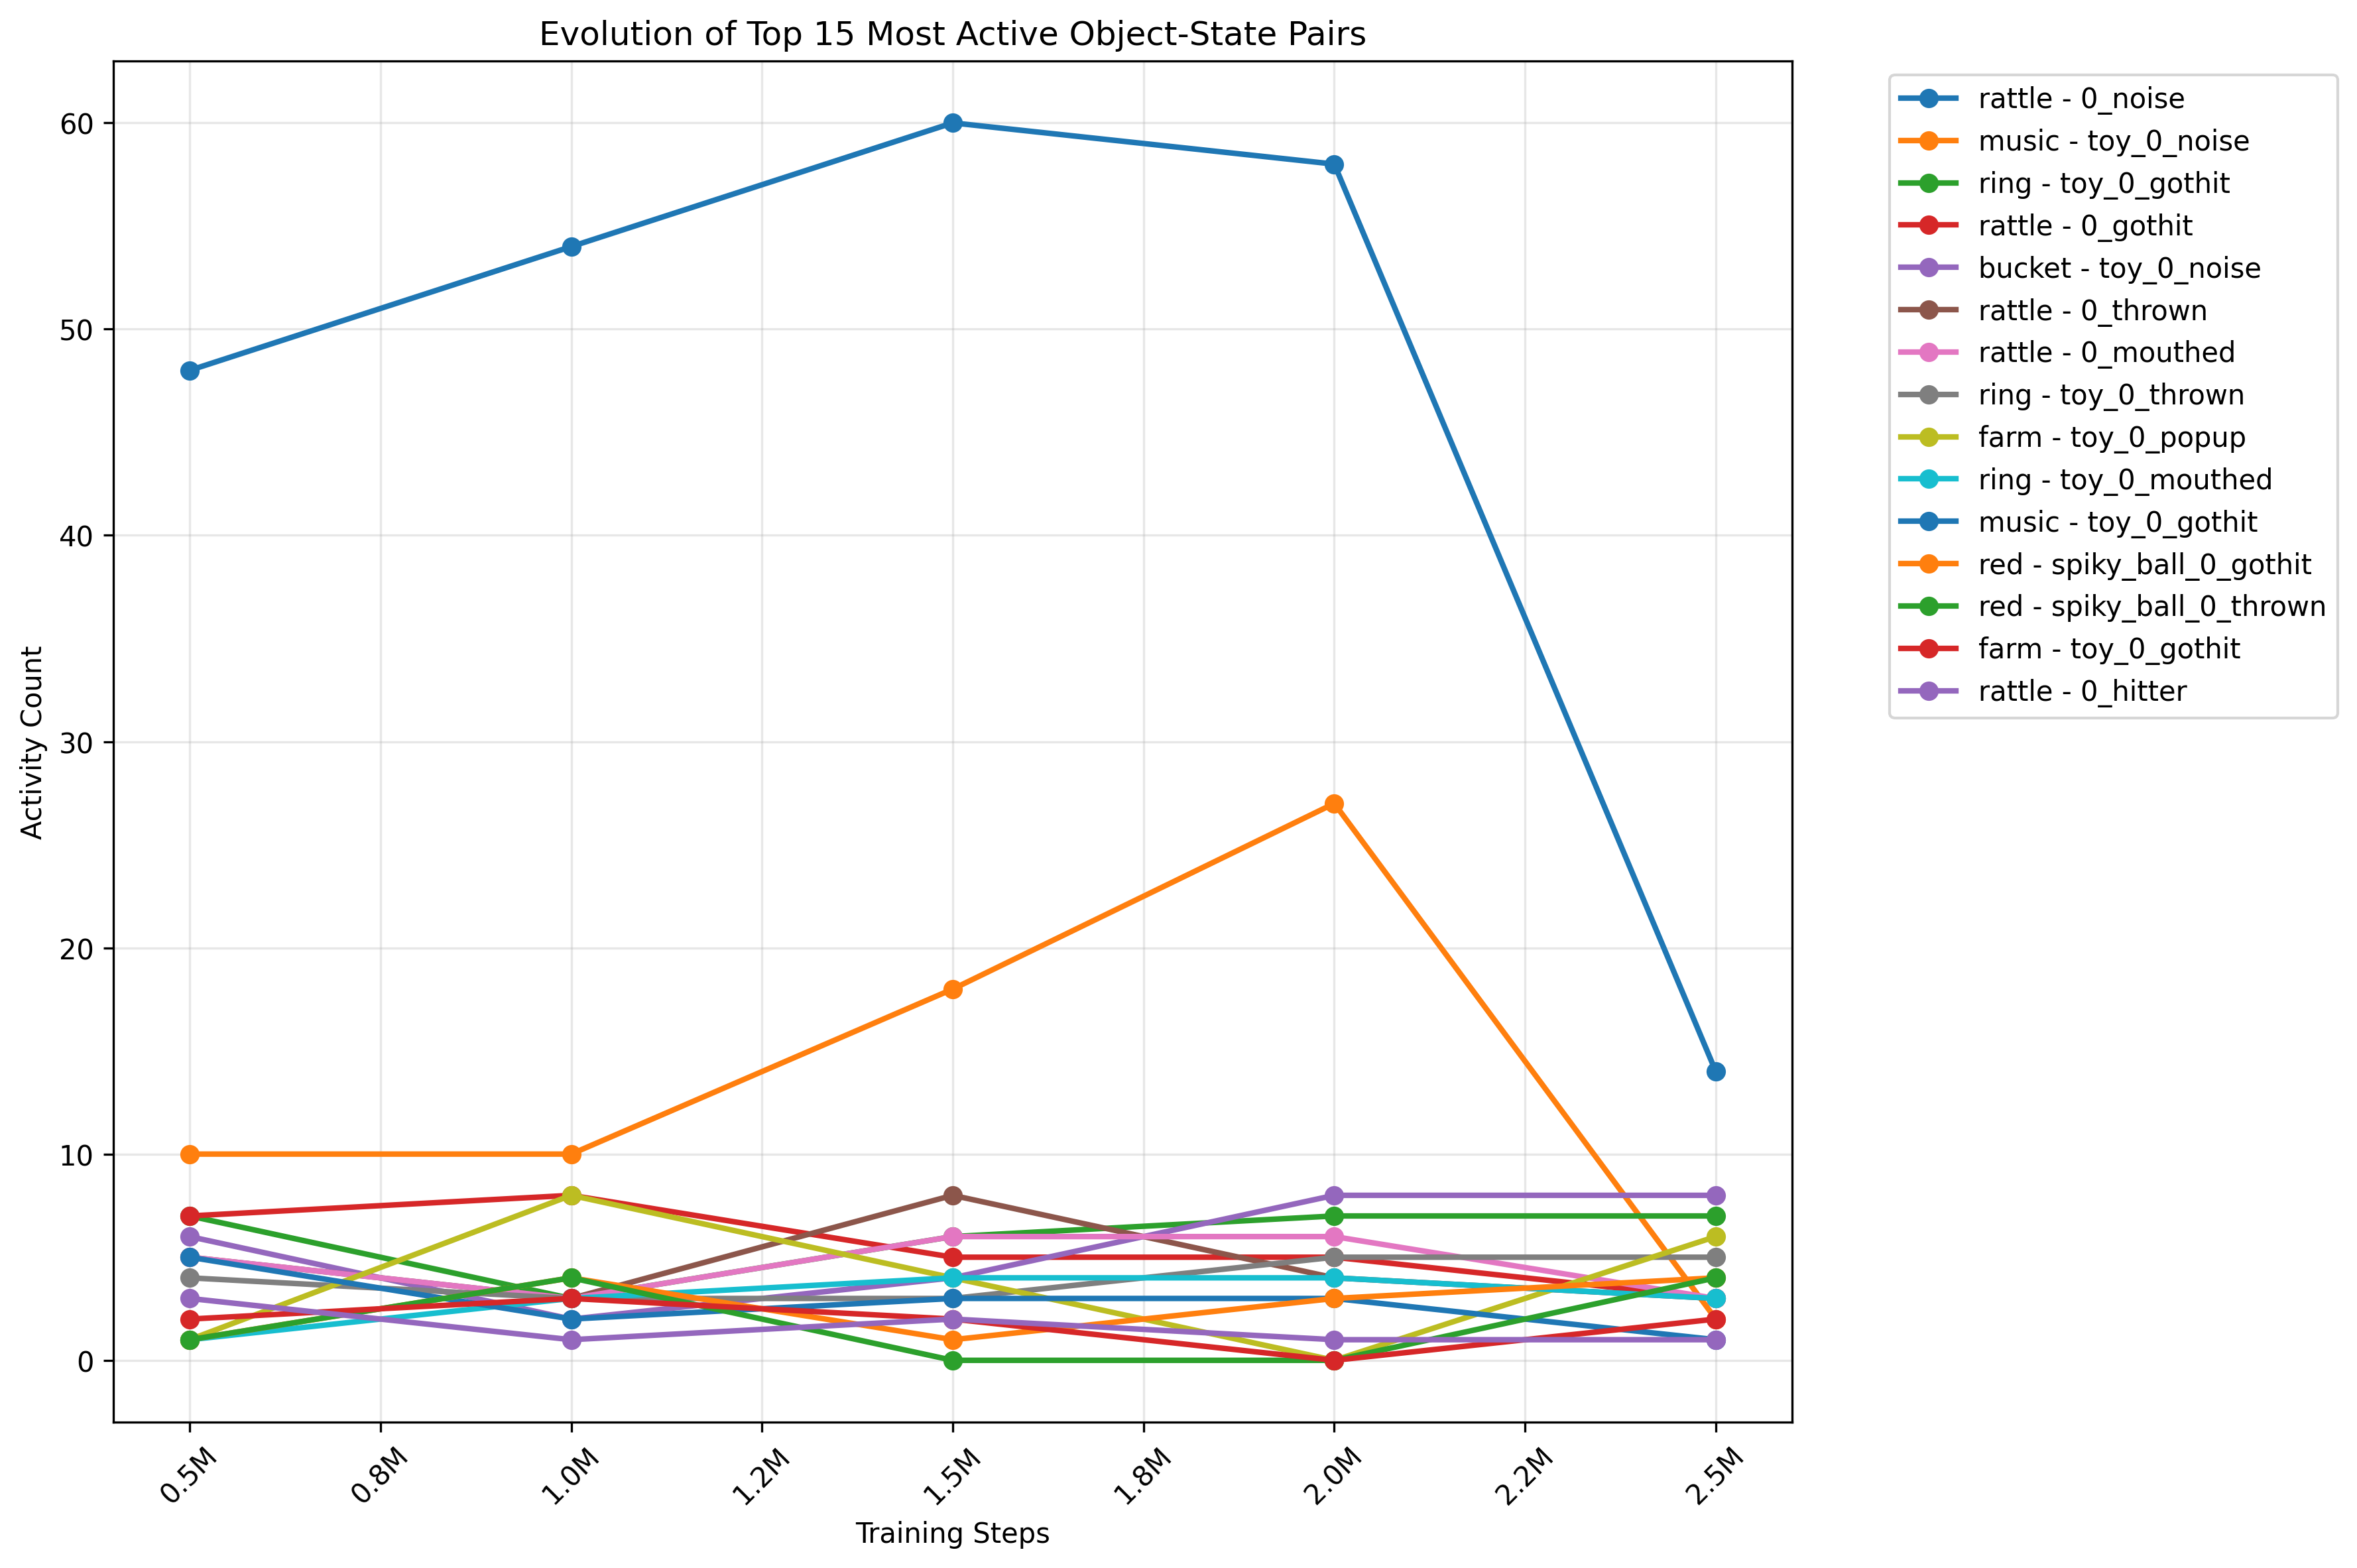 Evolution of Top 15 Most Active Object-State Pairs
Activity Count
60
50
40
30
20
10
0
0.5M
0.8M
1.0M
1.2M
1.5M
1.8M
2.0M
2.2M
2.5M
Training Steps
rattle - 0_noise
music - toy_0_noise
ring - toy_0_gothit
rattle - 0_gothit
bucket - toy_0_noise
rattle - 0_thrown
rattle - 0_mouthed
ring - toy_0_thrown
farm - toy_0_popup
ring - toy_0_mouthed
music - toy_0_gothit
red - spiky_ball_0_gothit
red - spiky_ball_0_thrown
farm - toy_0_gothit
rattle - 0_hitter